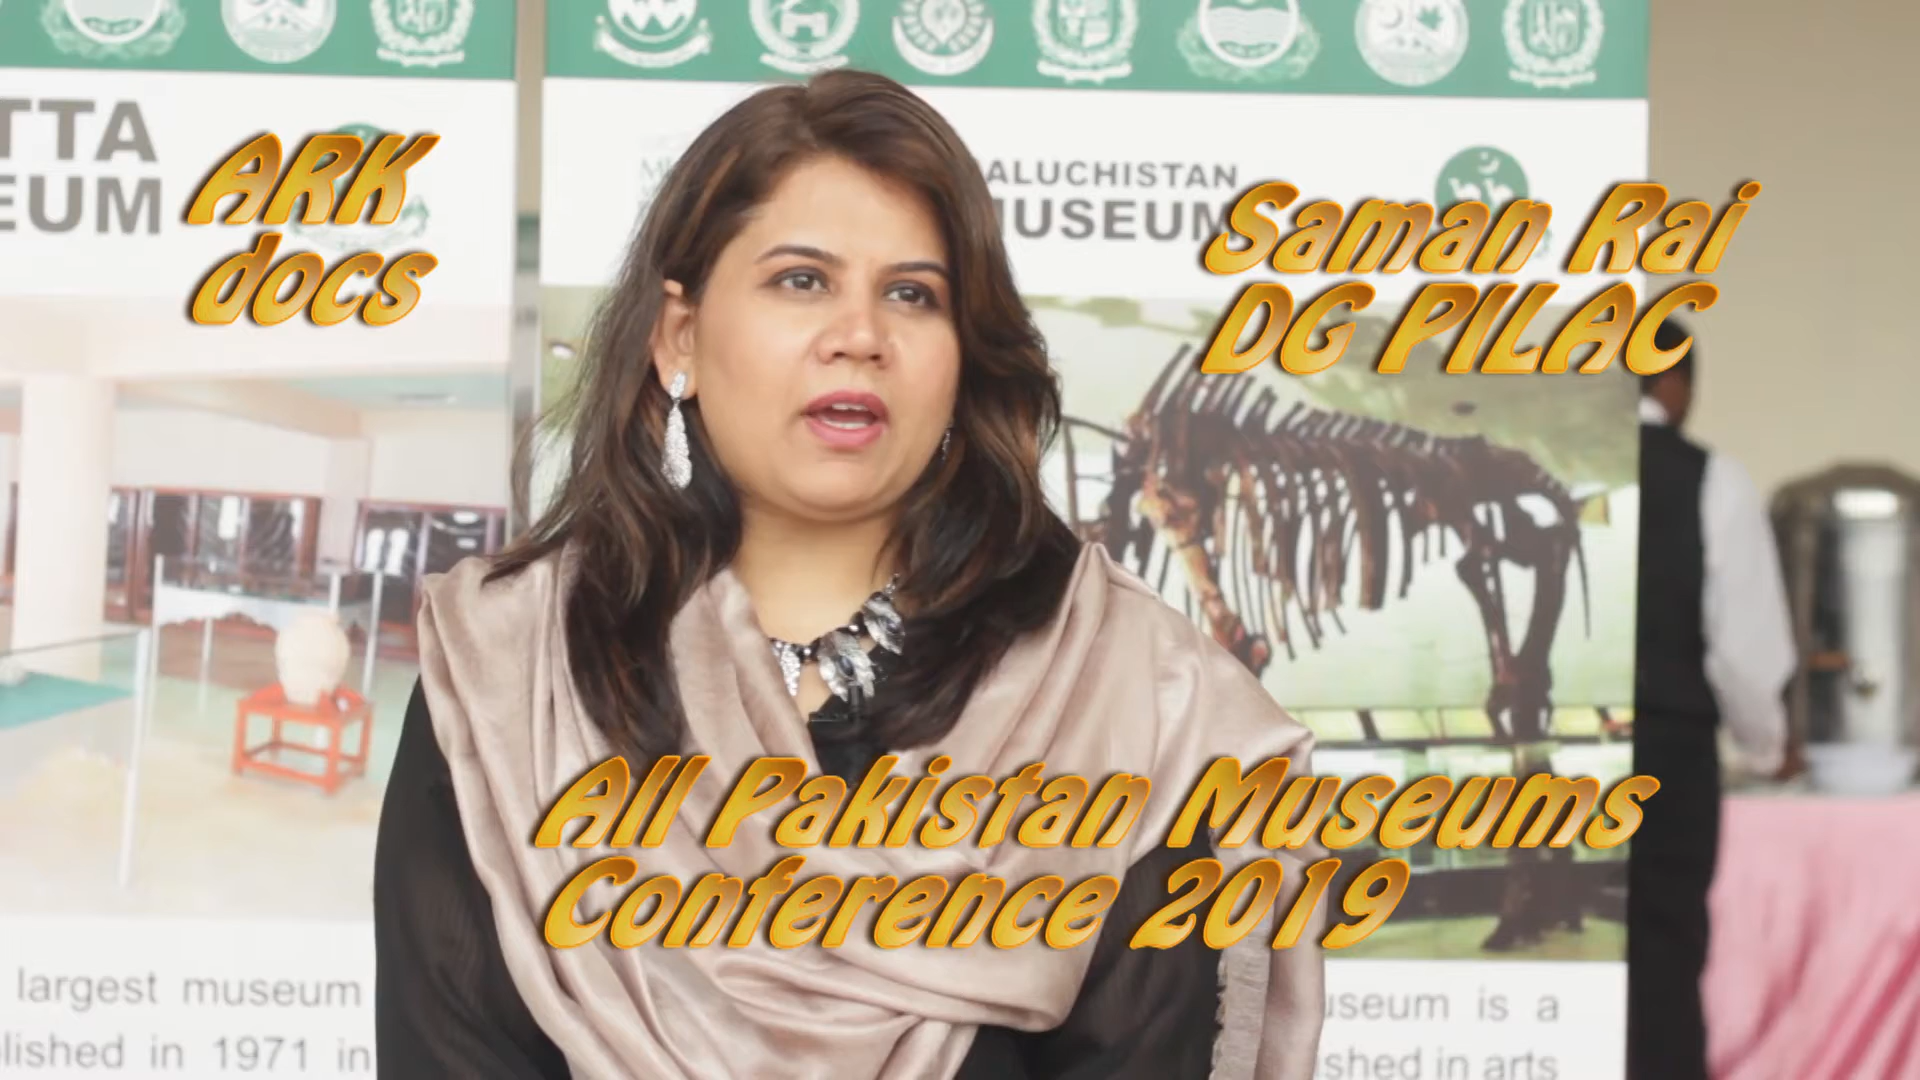 TTA
EUM
ARK
docs
ALUCHISTAN
MUSEUM
Saman Rai
DG PILAC
All Pakistan Museums
Conference 2019
largest museum
lished in 1971 in
useum is a
shed in arts